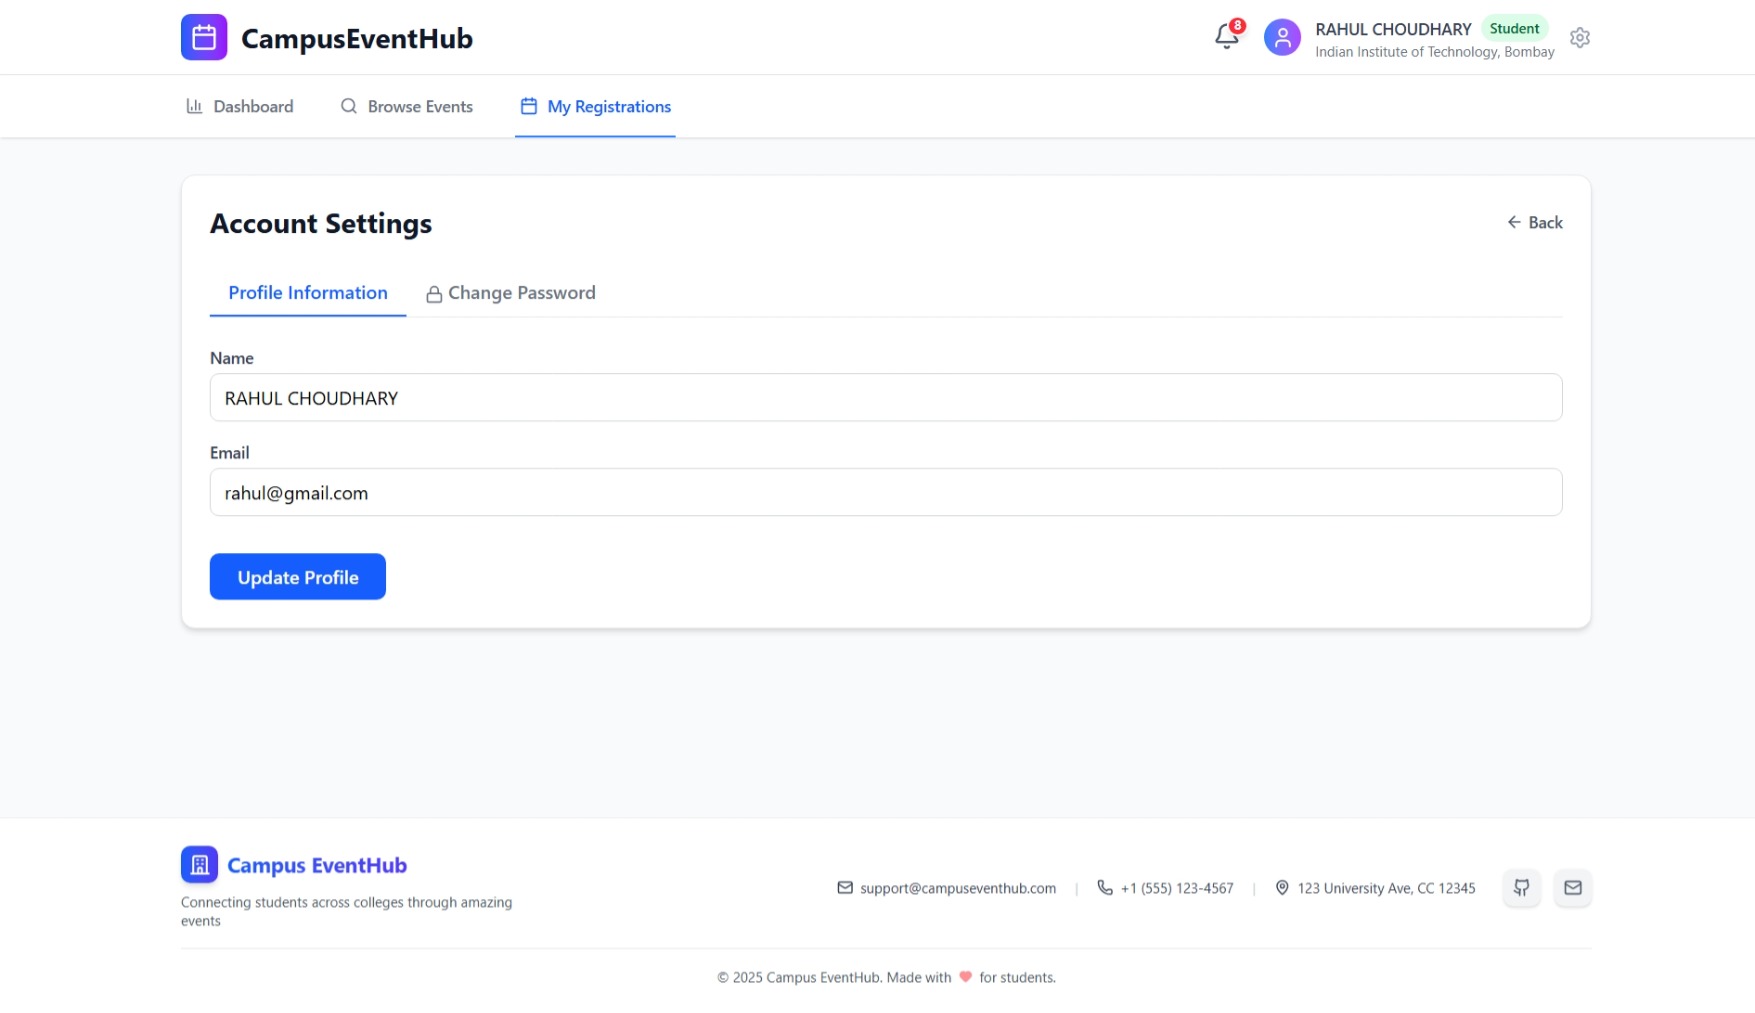 CampusEventHub
8
RAHUL CHOUDHARY Student
Indian Institute of Technology, Bombay
Dashboard Browse Events My Registrations
Account Settings
Back
Profile Information Change Password
Name
RAHUL CHOUDHARY
Email
rahul@gmail.com
Update Profile
Campus EventHub
Connecting students across colleges through amazing
events
support@campuseventhub.com | +1 (555) 123-4567 | 123 University Ave, CC 12345
© 2025 Campus EventHub. Made with ❤ for students.